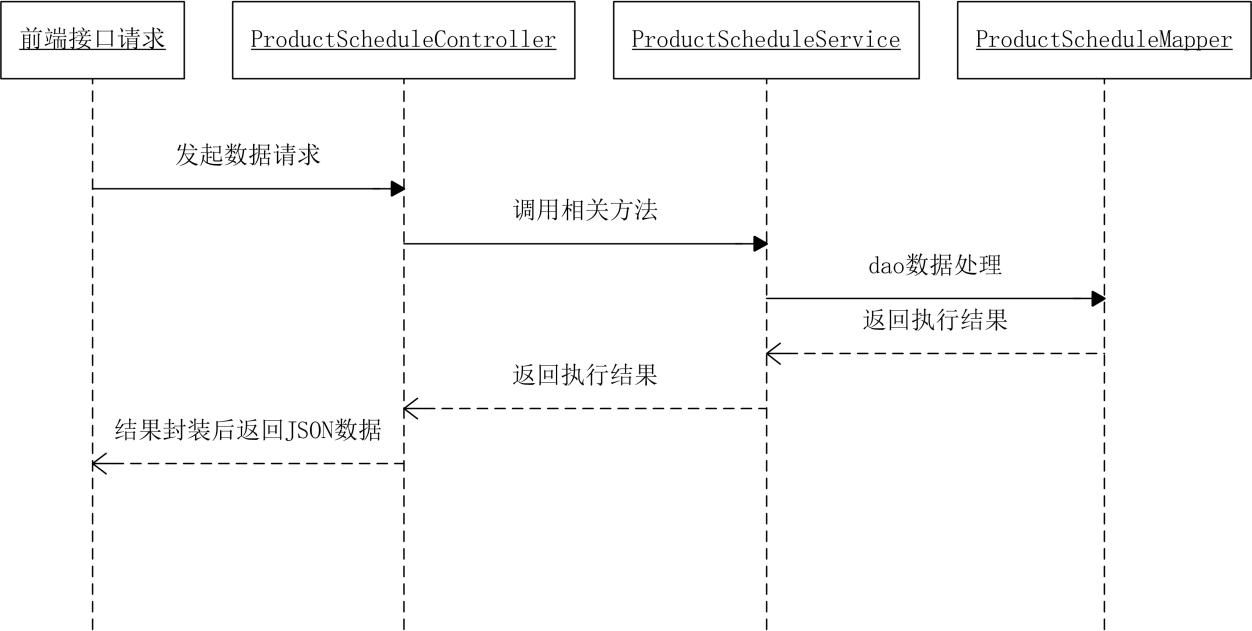 前端接口请求
ProductScheduleController
ProductScheduleService
ProductScheduleMapper
发起数据请求
调用相关方法
dao数据处理
返回执行结果
返回执行结果
结果封装后返回JSON数据